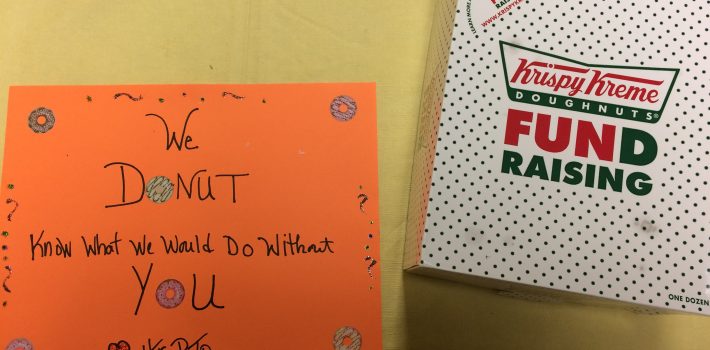 We
DONUT
Know What We Would Do Without
YOU
Krispy Kreme
DOUGHNUTS
FUND
RAISING
ONE DOZEN